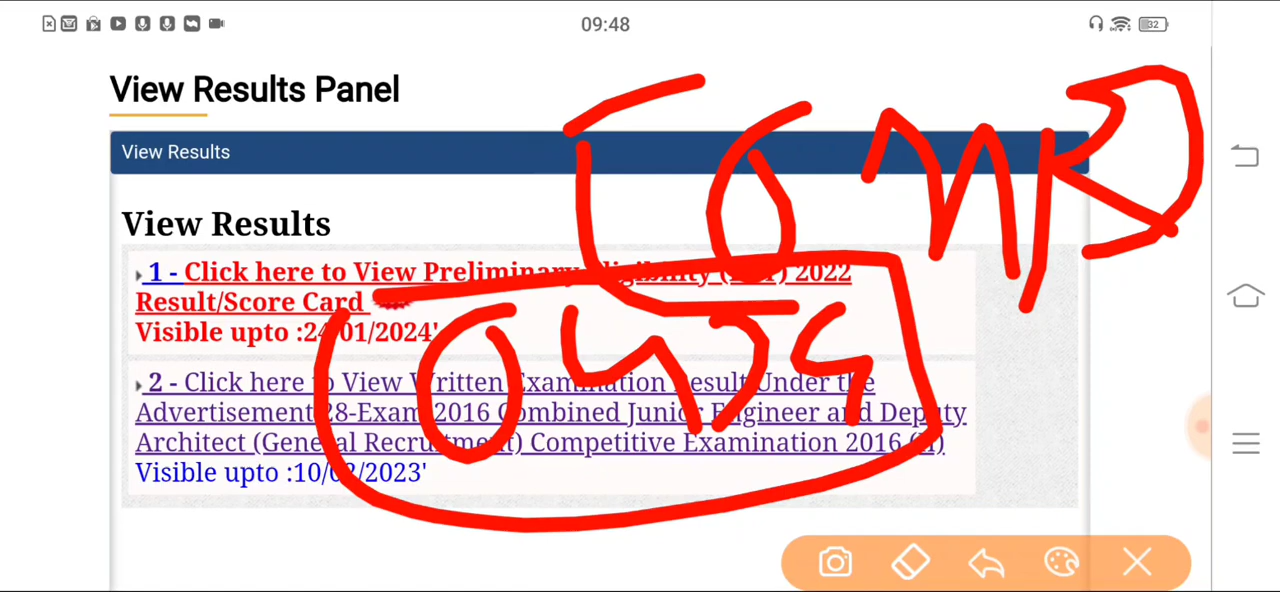 09:48
32
View Results Panel
View Results
View Results
1 - Click here to View Preliminary Eligibility 2022
Result/Score Card
Visible upto :24/01/2024'
2 - Click here to View Written Examination Result Under the
Advertisement 28-Exam 2016 Combined Junior Engineer and Deputy
Architect (General Recruitment) Competitive Examination 2016
Visible upto :10/02/2023'